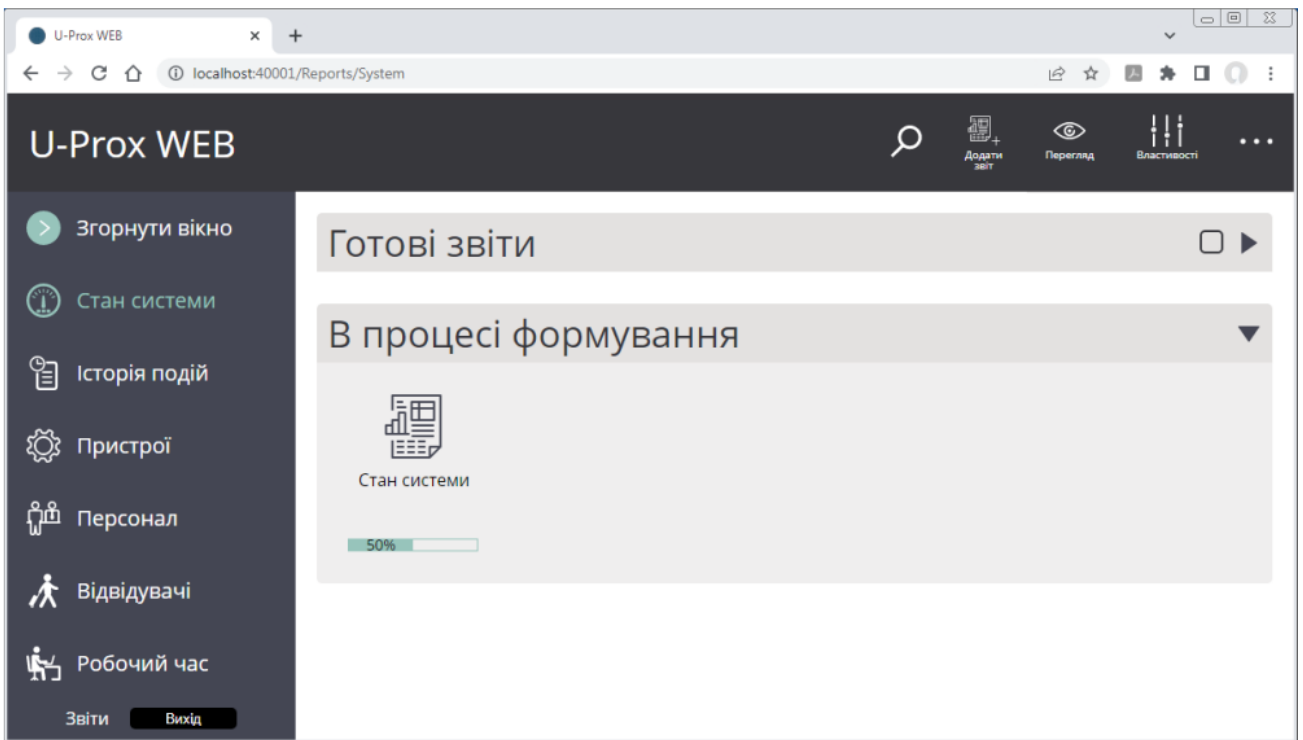 U-Prox WEB
localhost:40001/Reports/System
U-Prox WEB
Додати
звіт
Перегляд
Властивості
Згорнути вікно
Готові звіти
Стан системи
В процесі формування
Історія подій
Пристрої
Стан системи
Персонал
50%
Відвідувачі
Робочий час
Звіти
Вихід